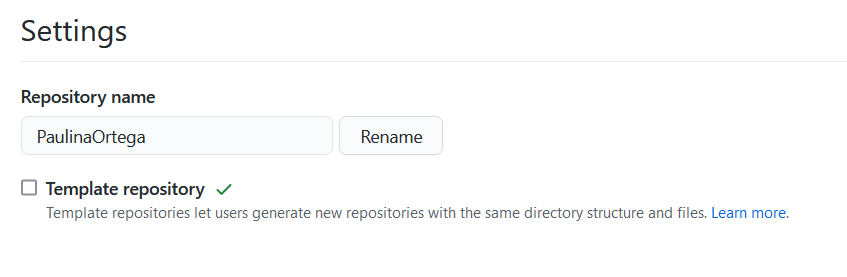 Settings
Repository name
PaulinaOrtega
Rename
Template repository
Template repositories let users generate new repositories with the same directory structure and files. Learn more.